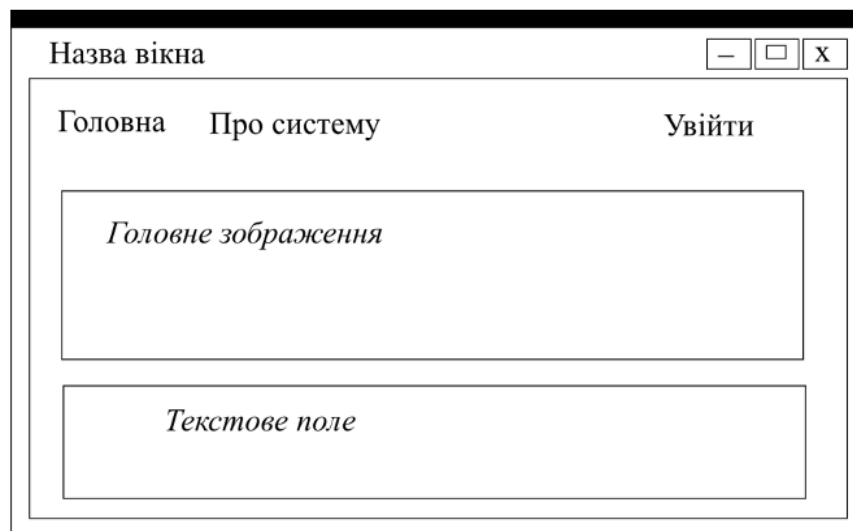 Назва вікна – □ x
Головна Про систему Увійти
Головне зображення
Текстове поле